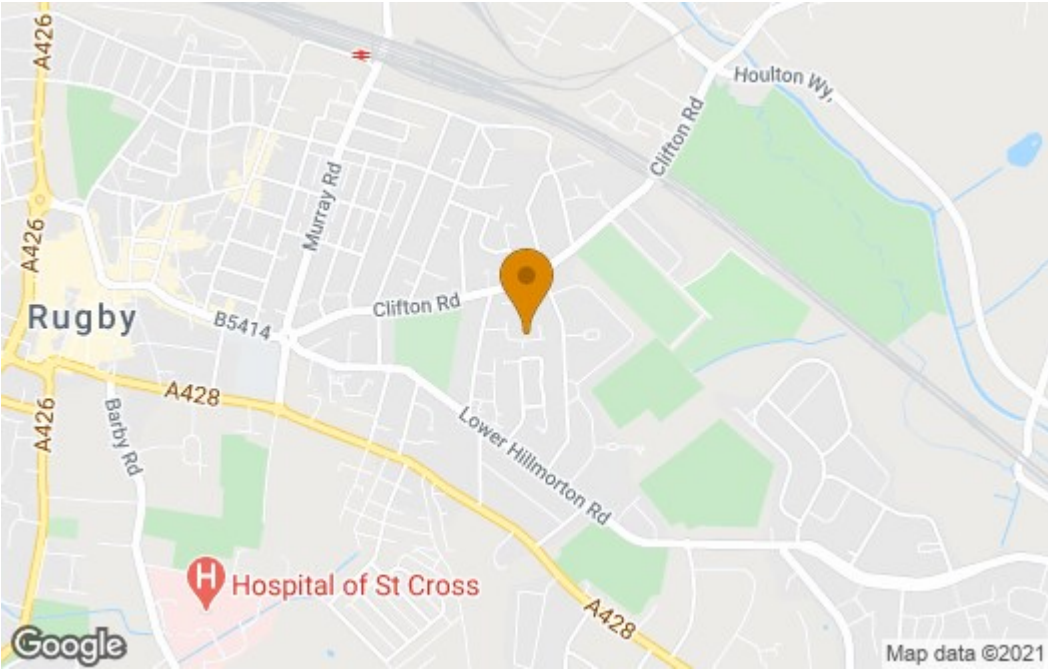 A426
Houlton Wy,
Clifton Rd
Murray Rd
A426
Clifton Rd
Rugby
B5414
A428
A426
Barby Rd
Lower Hillmorton Rd
H
Hospital of St Cross
A428
Google
Map data ©2021